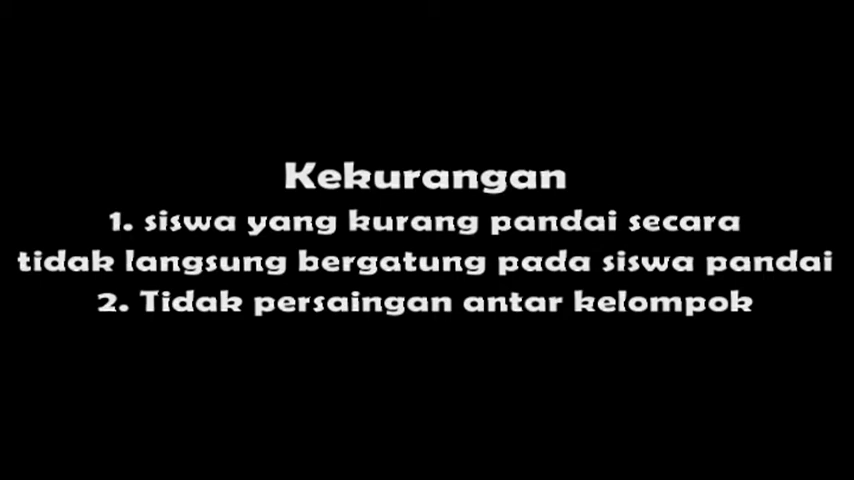 Kekurangan
1. siswa yang kurang pandai secara
tidak langsung bergatung pada siswa pandai
2. Tidak persaingan antar kelompok